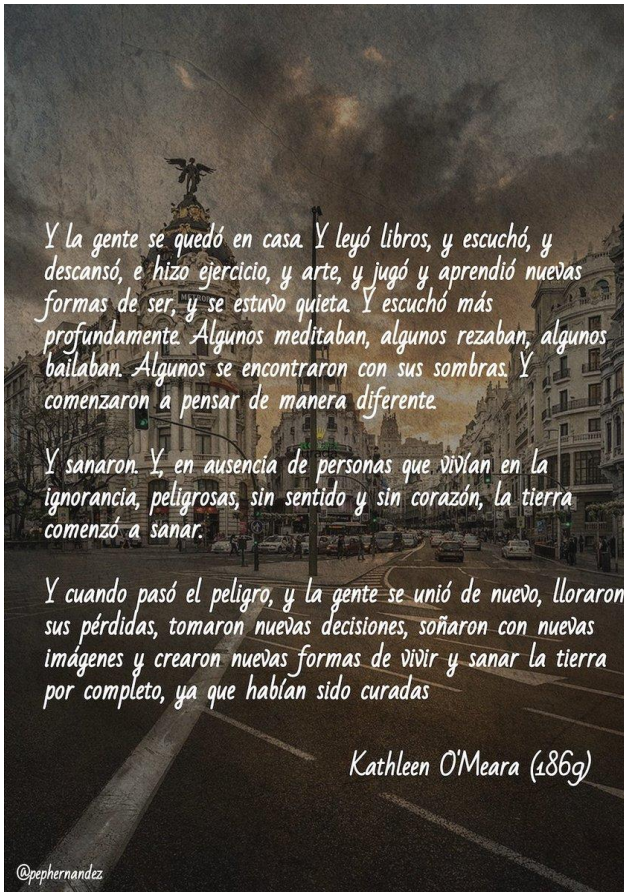 Y la gente se quedó en casa. Y leyó libros, y escuchó, y
descansó, e hizo ejercicio, y arte, y jugó y aprendió nuevas
formas de ser, y se estuvo quieta. Y escuchó más
profundamente. Algunos meditaban, algunos rezaban, algunos
bailaban. Algunos se encontraron con sus sombras. Y
comenzaron a pensar de manera diferente.
Y sanaron. Y, en ausencia de personas que vivían en la
ignorancia, peligrosas, sin sentido y sin corazón, la tierra
comenzó a sanar.
Y cuando pasó el peligro, y la gente se unió de nuevo, lloraron
sus pérdidas, tomaron nuevas decisiones, soñaron con nuevas
imágenes y crearon nuevas formas de vivir y sanar la tierra
por completo, ya que habían sido curadas
Kathleen O'Meara (1869)
@pephernandez